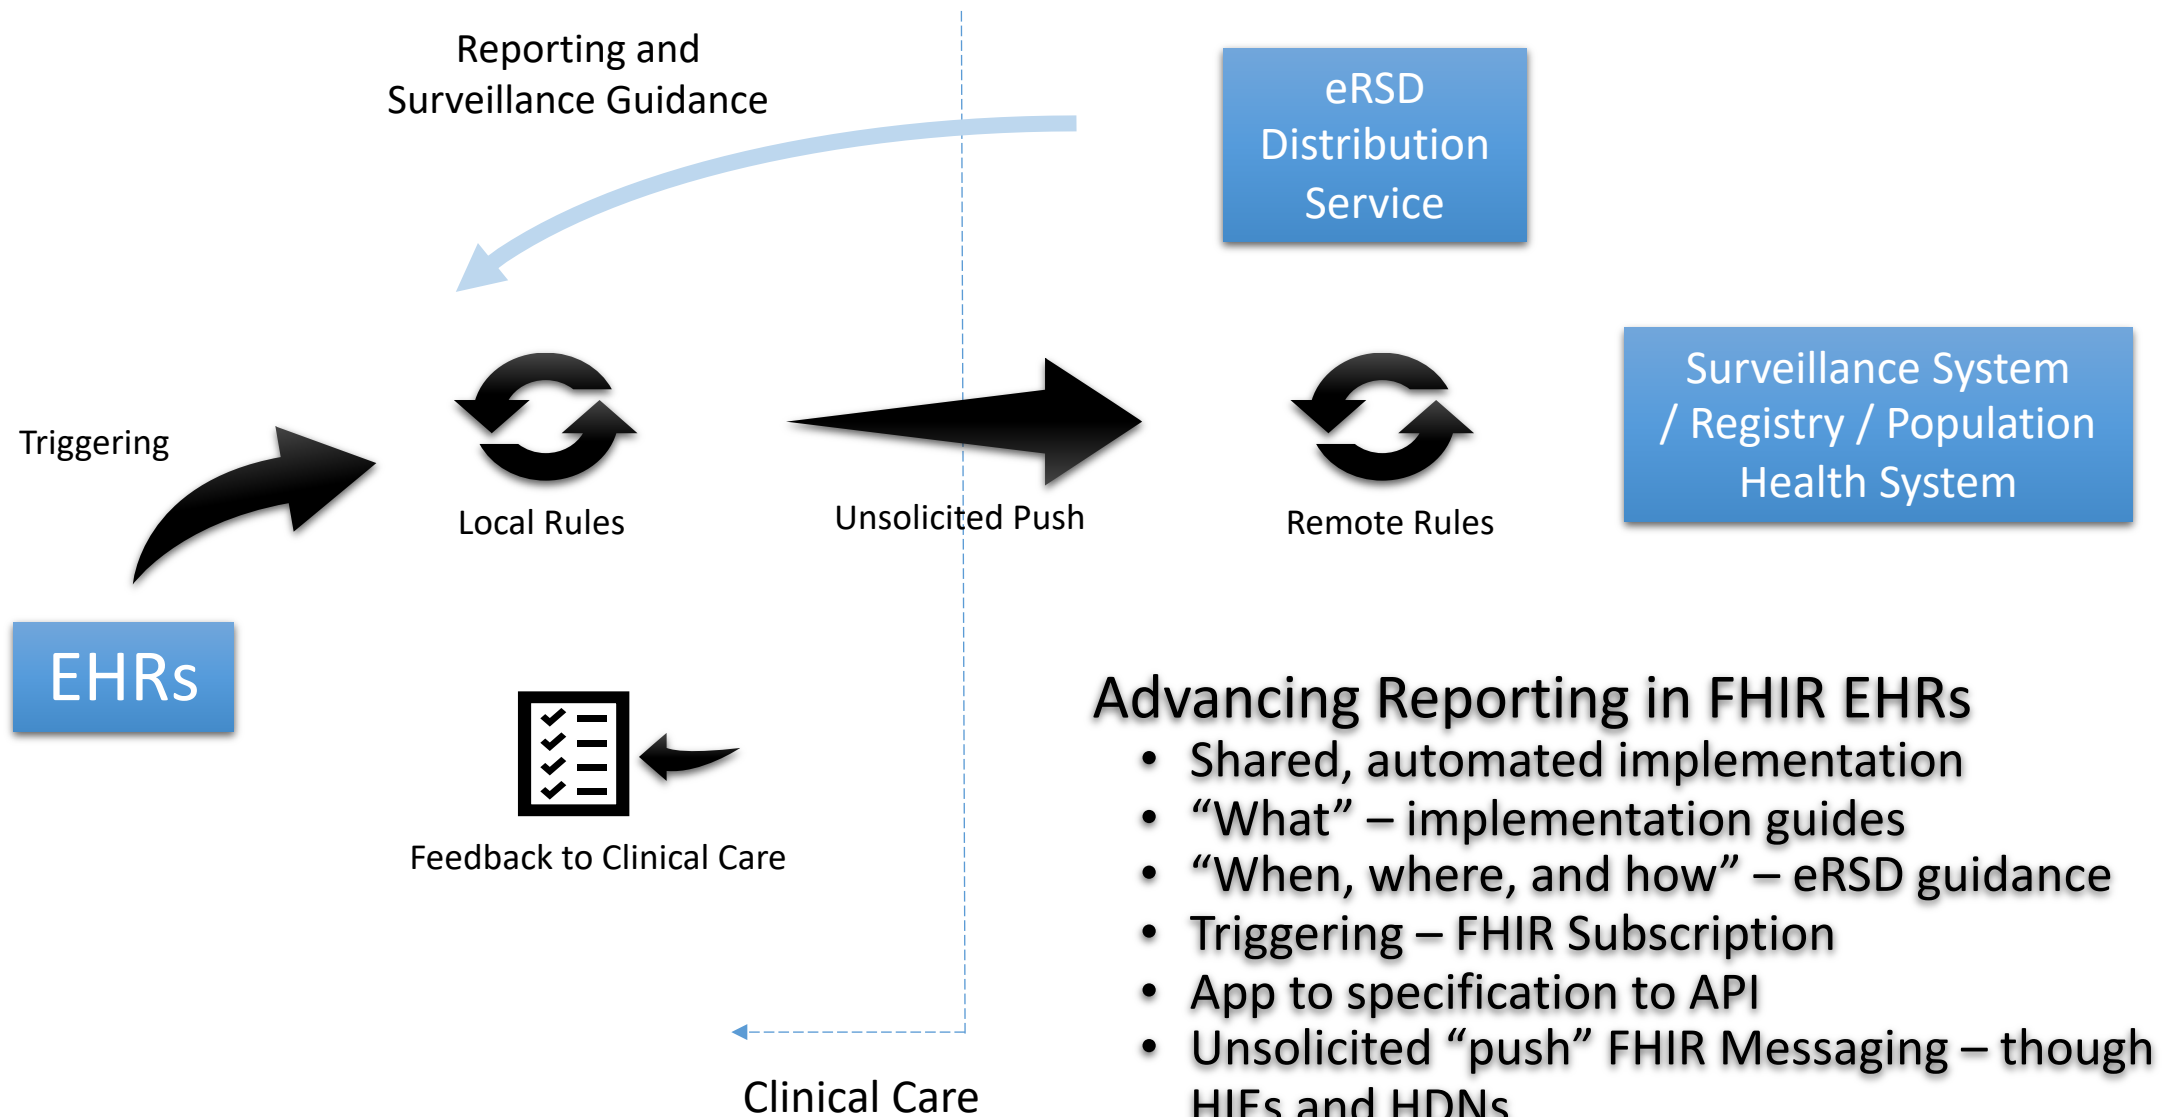 Reporting and
Surveillance Guidance
eRSD
Distribution
Service
Triggering
Local Rules
Unsolicited Push
Remote Rules
Surveillance System
/ Registry / Population
Health System
EHRs
Feedback to Clinical Care
Advancing Reporting in FHIR EHRs
• Shared, automated implementation
• “What” – implementation guides
• “When, where, and how” – eRSD guidance
• Triggering – FHIR Subscription
• App to specification to API
• Unsolicited “push” FHIR Messaging – though
HIEs and HDNs
Clinical Care